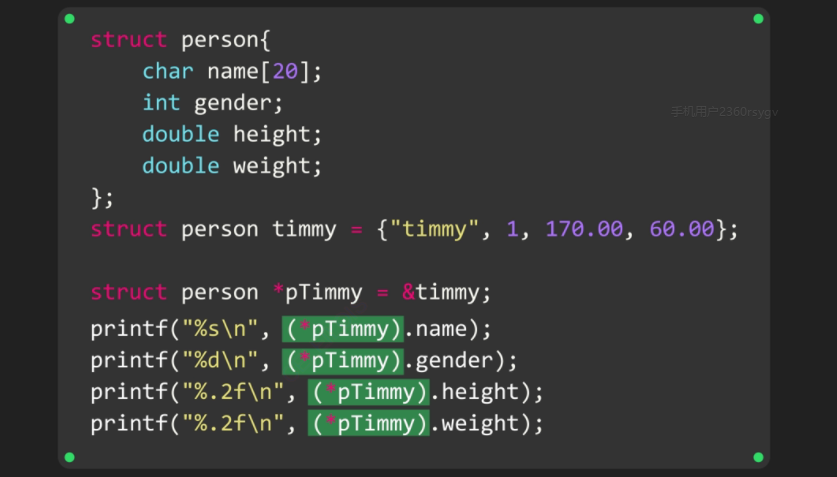 struct person{
    char name[20];
    int gender;
    double height;
    double weight;
};
struct person timmy = {"timmy", 1, 170.00, 60.00};
struct person *pTimmy = &timmy;
printf("%s\n", (*pTimmy).name);
printf("%d\n", (*pTimmy).gender);
printf("%.2f\n", (*pTimmy).height);
printf("%.2f\n", (*pTimmy).weight);
手机用户2360rsygv